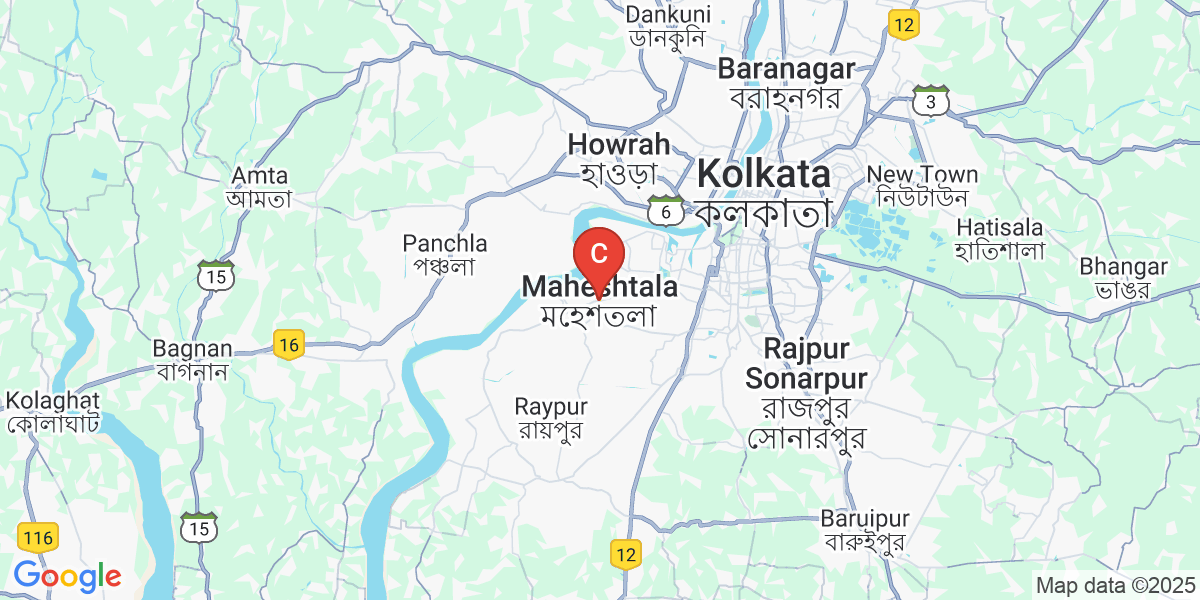 Dankuni
ডানকুনি
12
Baranagar
বরাহনগর
3
Howrah
হাওড়া
Kolkata
কলকাতা
New Town
নিউটাউন
Amta
আমতা
6
Hatisala
হাতিশালা
Panchla
পঞ্চলা
C
15
Bhangar
ভাঙর
Maheshtala
মহেশতলা
16
Bagnan
বাগনান
Rajpur
Sonarpur
রাজপুর
সোনারপুর
Kolaghat
কোলাঘাট
Raypur
রায়পুর
15
116
Baruipur
বারুইপুর
12
Google
Map data ©2025